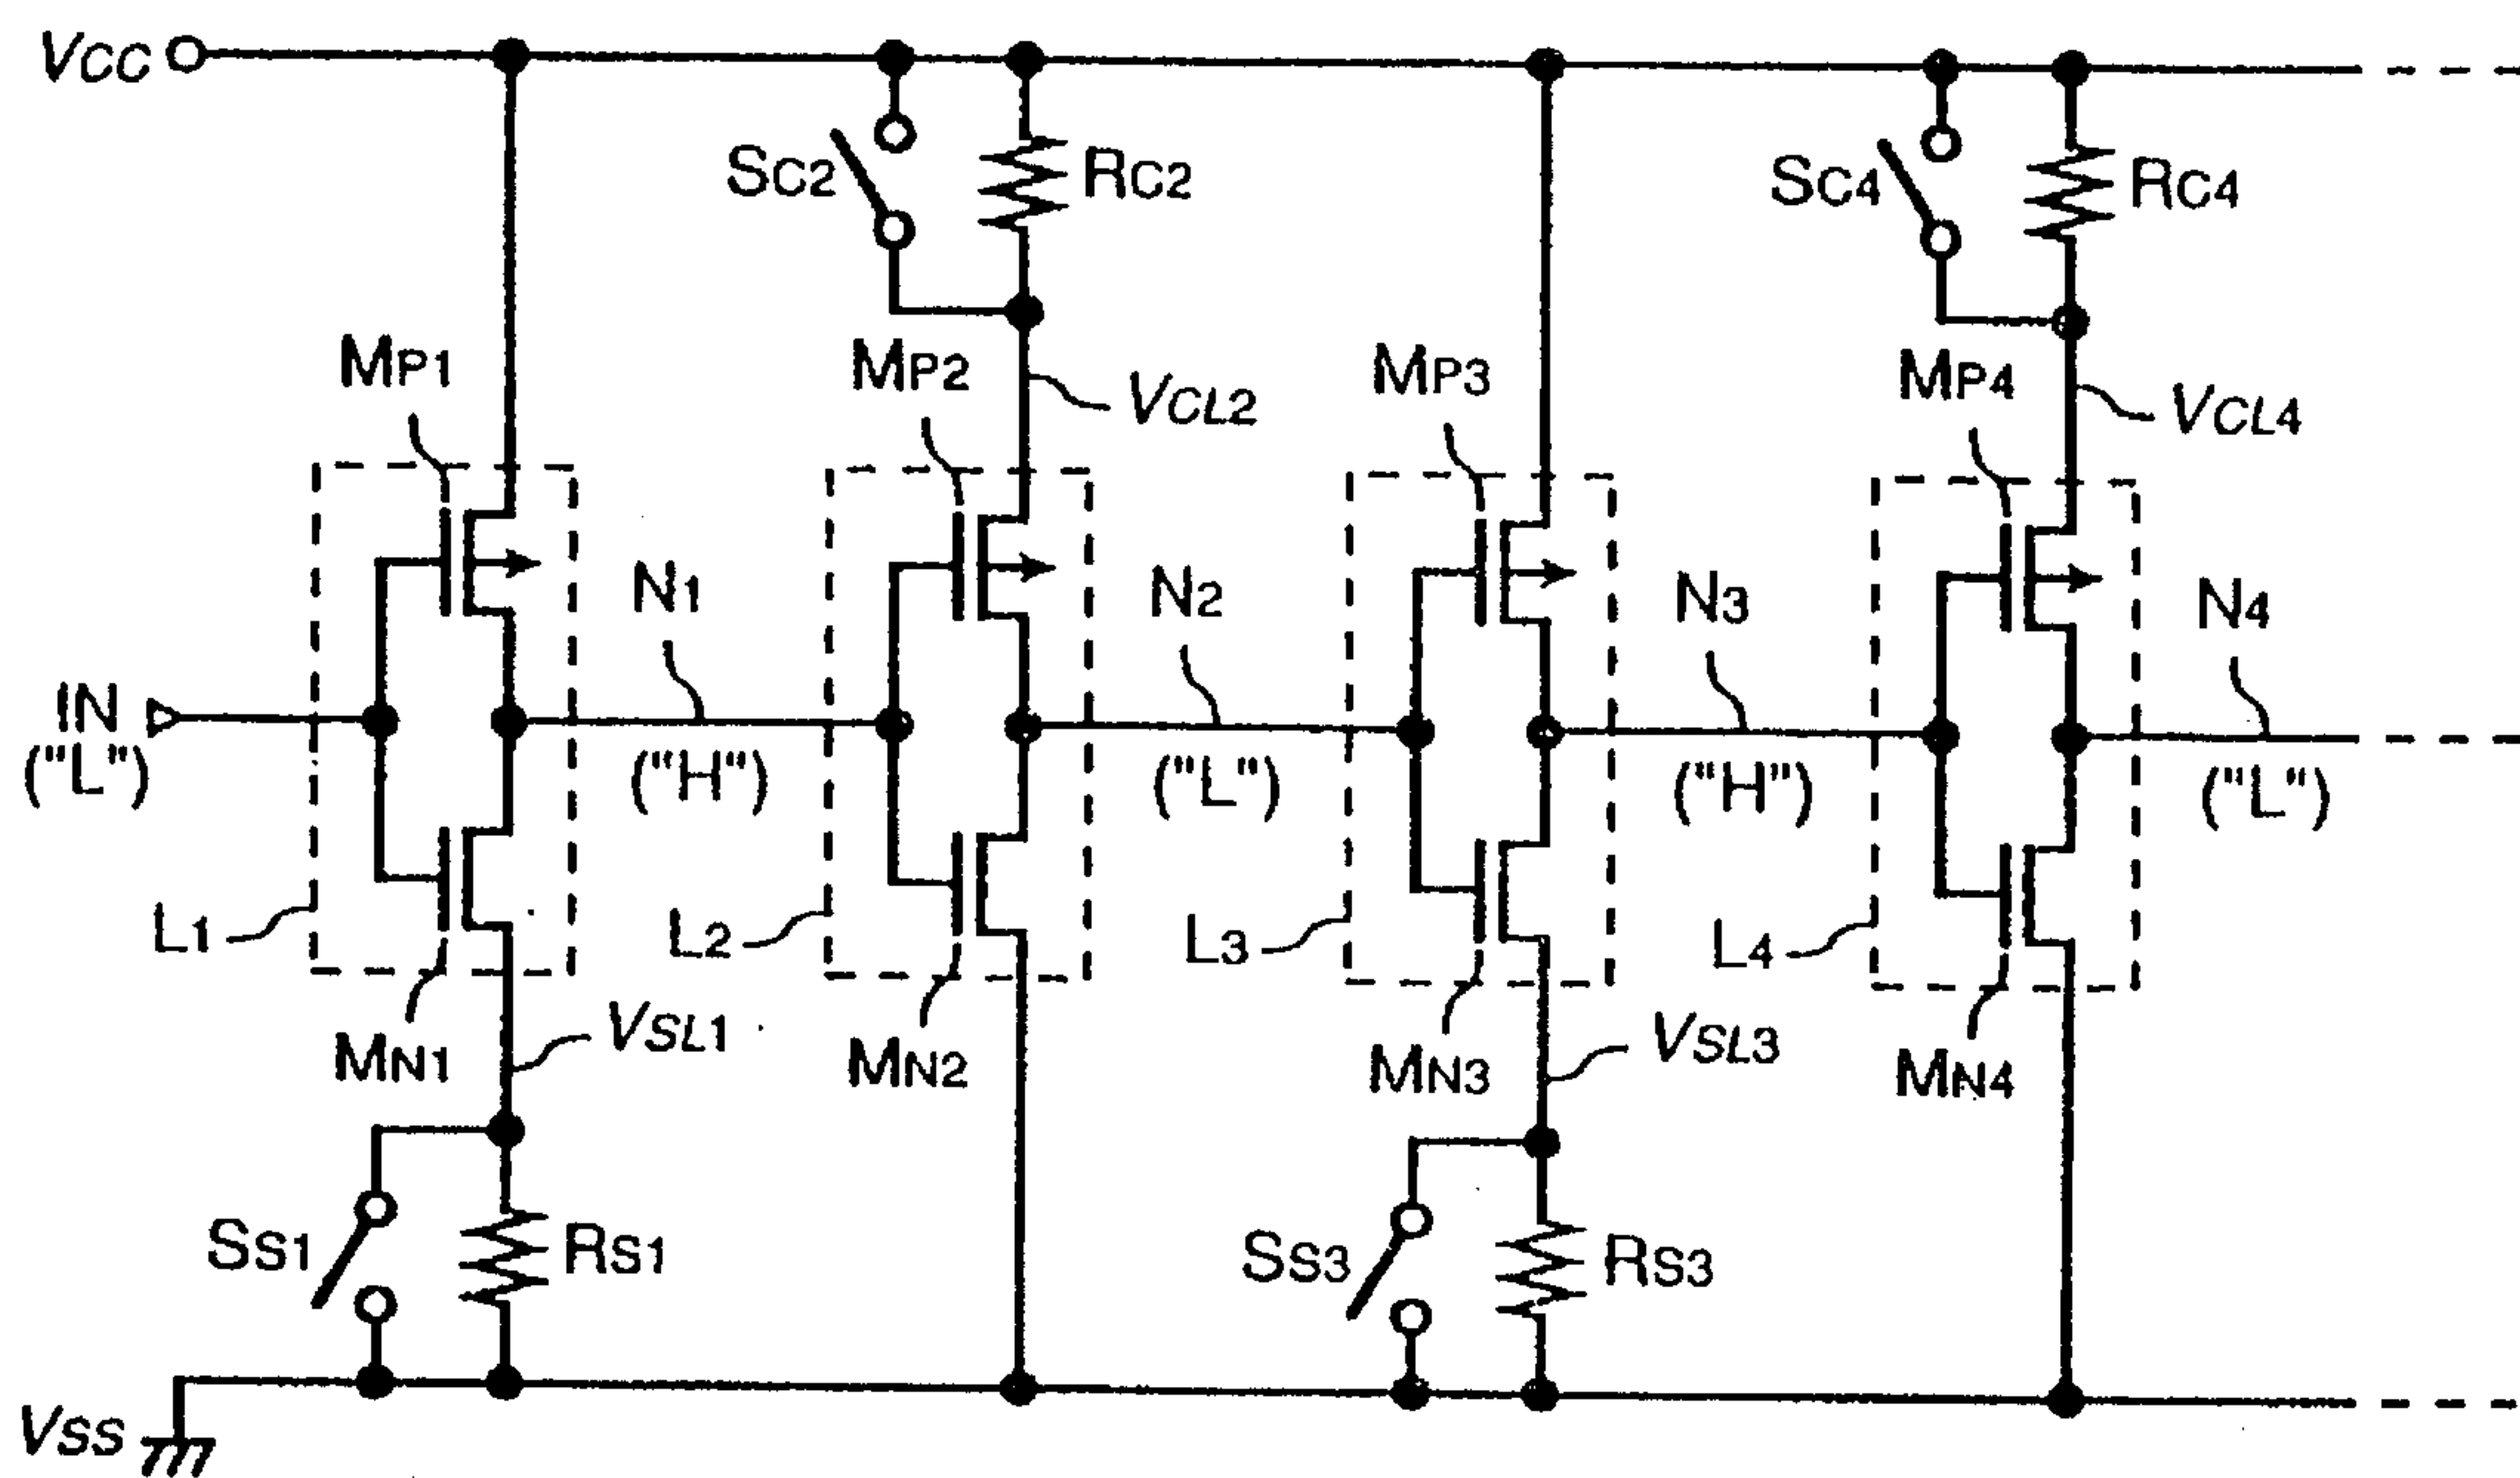 VCC
SC2
RC2
SC4
RC4
MP1
MP2
VCL2
MP3
MP4
VCL4
N1
N2
N3
N4
IN
("L")
("H")
("L")
("H")
("L")
L1
L2
L3
L4
MN1
VSL1
MN2
MN3
VSL3
MN4
SS1
RS1
SS3
RS3
VSS